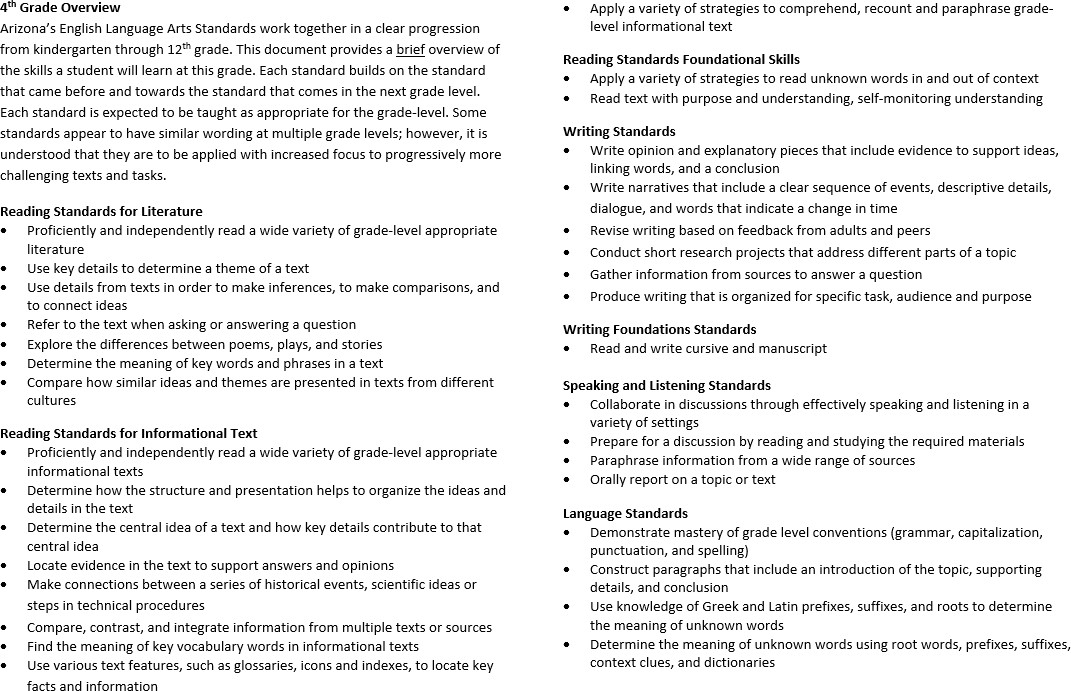 4th Grade Overview
Arizona's English Language Arts Standards work together in a clear progression
from kindergarten through 12th grade. This document provides a brief overview of
the skills a student will learn at this grade. Each standard builds on the standard
that came before and towards the standard that comes in the next grade level.
Each standard is expected to be taught as appropriate for the grade-level. Some
standards appear to have similar wording at multiple grade levels; however, it is
understood that they are to be applied with increased focus to progressively more
challenging texts and tasks.
Reading Standards for Literature
• Proficiently and independently read a wide variety of grade-level appropriate
literature
• Use key details to determine a theme of a text
• Use details from texts in order to make inferences, to make comparisons, and
to connect ideas
• Refer to the text when asking or answering a question
• Explore the differences between poems, plays, and stories
• Determine the meaning of key words and phrases in a text
• Compare how similar ideas and themes are presented in texts from different
cultures
Reading Standards for Informational Text
• Proficiently and independently read a wide variety of grade-level appropriate
informational texts
• Determine how the structure and presentation helps to organize the ideas and
details in the text
• Determine the central idea of a text and how key details contribute to that
central idea
• Locate evidence in the text to support answers and opinions
• Make connections between a series of historical events, scientific ideas or
steps in technical procedures
• Compare, contrast, and integrate information from multiple texts or sources
• Find the meaning of key vocabulary words in informational texts
• Use various text features, such as glossaries, icons and indexes, to locate key
facts and information
• Apply a variety of strategies to comprehend, recount and paraphrase grade-
level informational text
Reading Standards Foundational Skills
• Apply a variety of strategies to read unknown words in and out of context
• Read text with purpose and understanding, self-monitoring understanding
Writing Standards
• Write opinion and explanatory pieces that include evidence to support ideas,
linking words, and a conclusion
• Write narratives that include a clear sequence of events, descriptive details,
dialogue, and words that indicate a change in time
• Revise writing based on feedback from adults and peers
• Conduct short research projects that address different parts of a topic
• Gather information from sources to answer a question
• Produce writing that is organized for specific task, audience and purpose
Writing Foundations Standards
• Read and write cursive and manuscript
Speaking and Listening Standards
• Collaborate in discussions through effectively speaking and listening in a
variety of settings
• Prepare for a discussion by reading and studying the required materials
• Paraphrase information from a wide range of sources
• Orally report on a topic or text
Language Standards
• Demonstrate mastery of grade level conventions (grammar, capitalization,
punctuation, and spelling)
• Construct paragraphs that include an introduction of the topic, supporting
details, and conclusion
• Use knowledge of Greek and Latin prefixes, suffixes, and roots to determine
the meaning of unknown words
• Determine the meaning of unknown words using root words, prefixes, suffixes,
context clues, and dictionaries